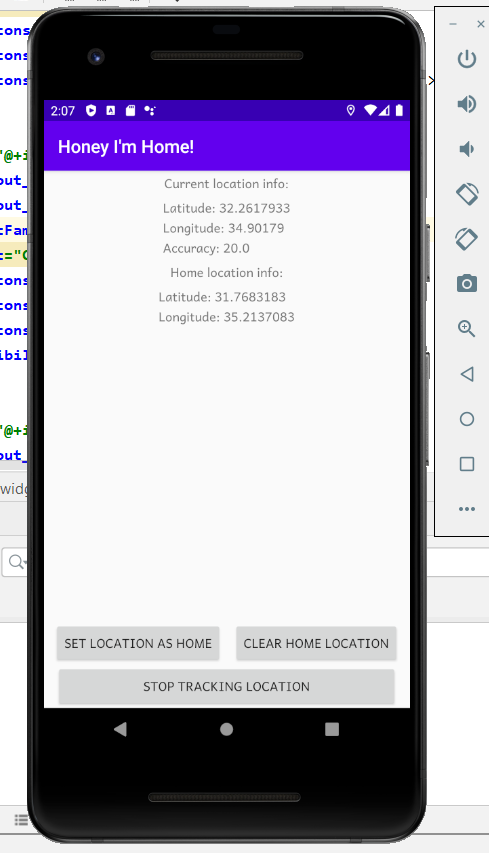 2:07
Honey I'm Home!
Current location info:
Latitude: 32.2617933
Longitude: 34.90179
Accuracy: 20.0
Home location info:
Latitude: 31.7683183
Longitude: 35.2137083
SET LOCATION AS HOME CLEAR HOME LOCATION
STOP TRACKING LOCATION
cons
cons
cons
>
"@+i
out_
out_
tFam
t="C
cons
cons
cons
ibil
"@+i
out_
widg